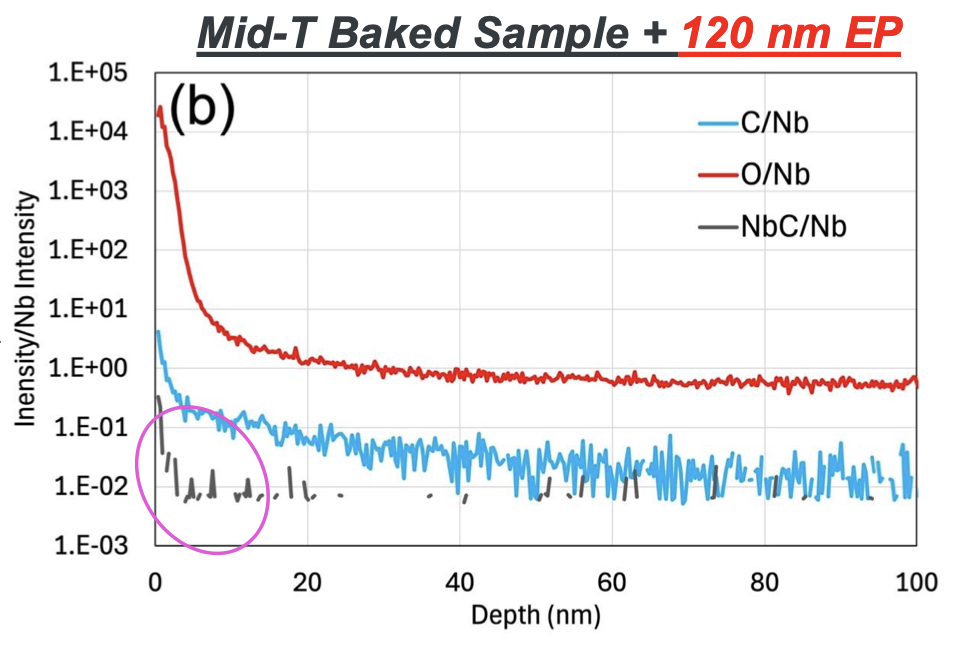 Mid-T Baked Sample + 120 nm EP
(b)
1.E+05
1.E+04
1.E+03
1.E+02
1.E+01
1.E+00
1.E-01
1.E-02
1.E-03
Inensity/Nb Intensity
C/Nb
O/Nb
NbC/Nb
0 20 40 60 80 100
Depth (nm)